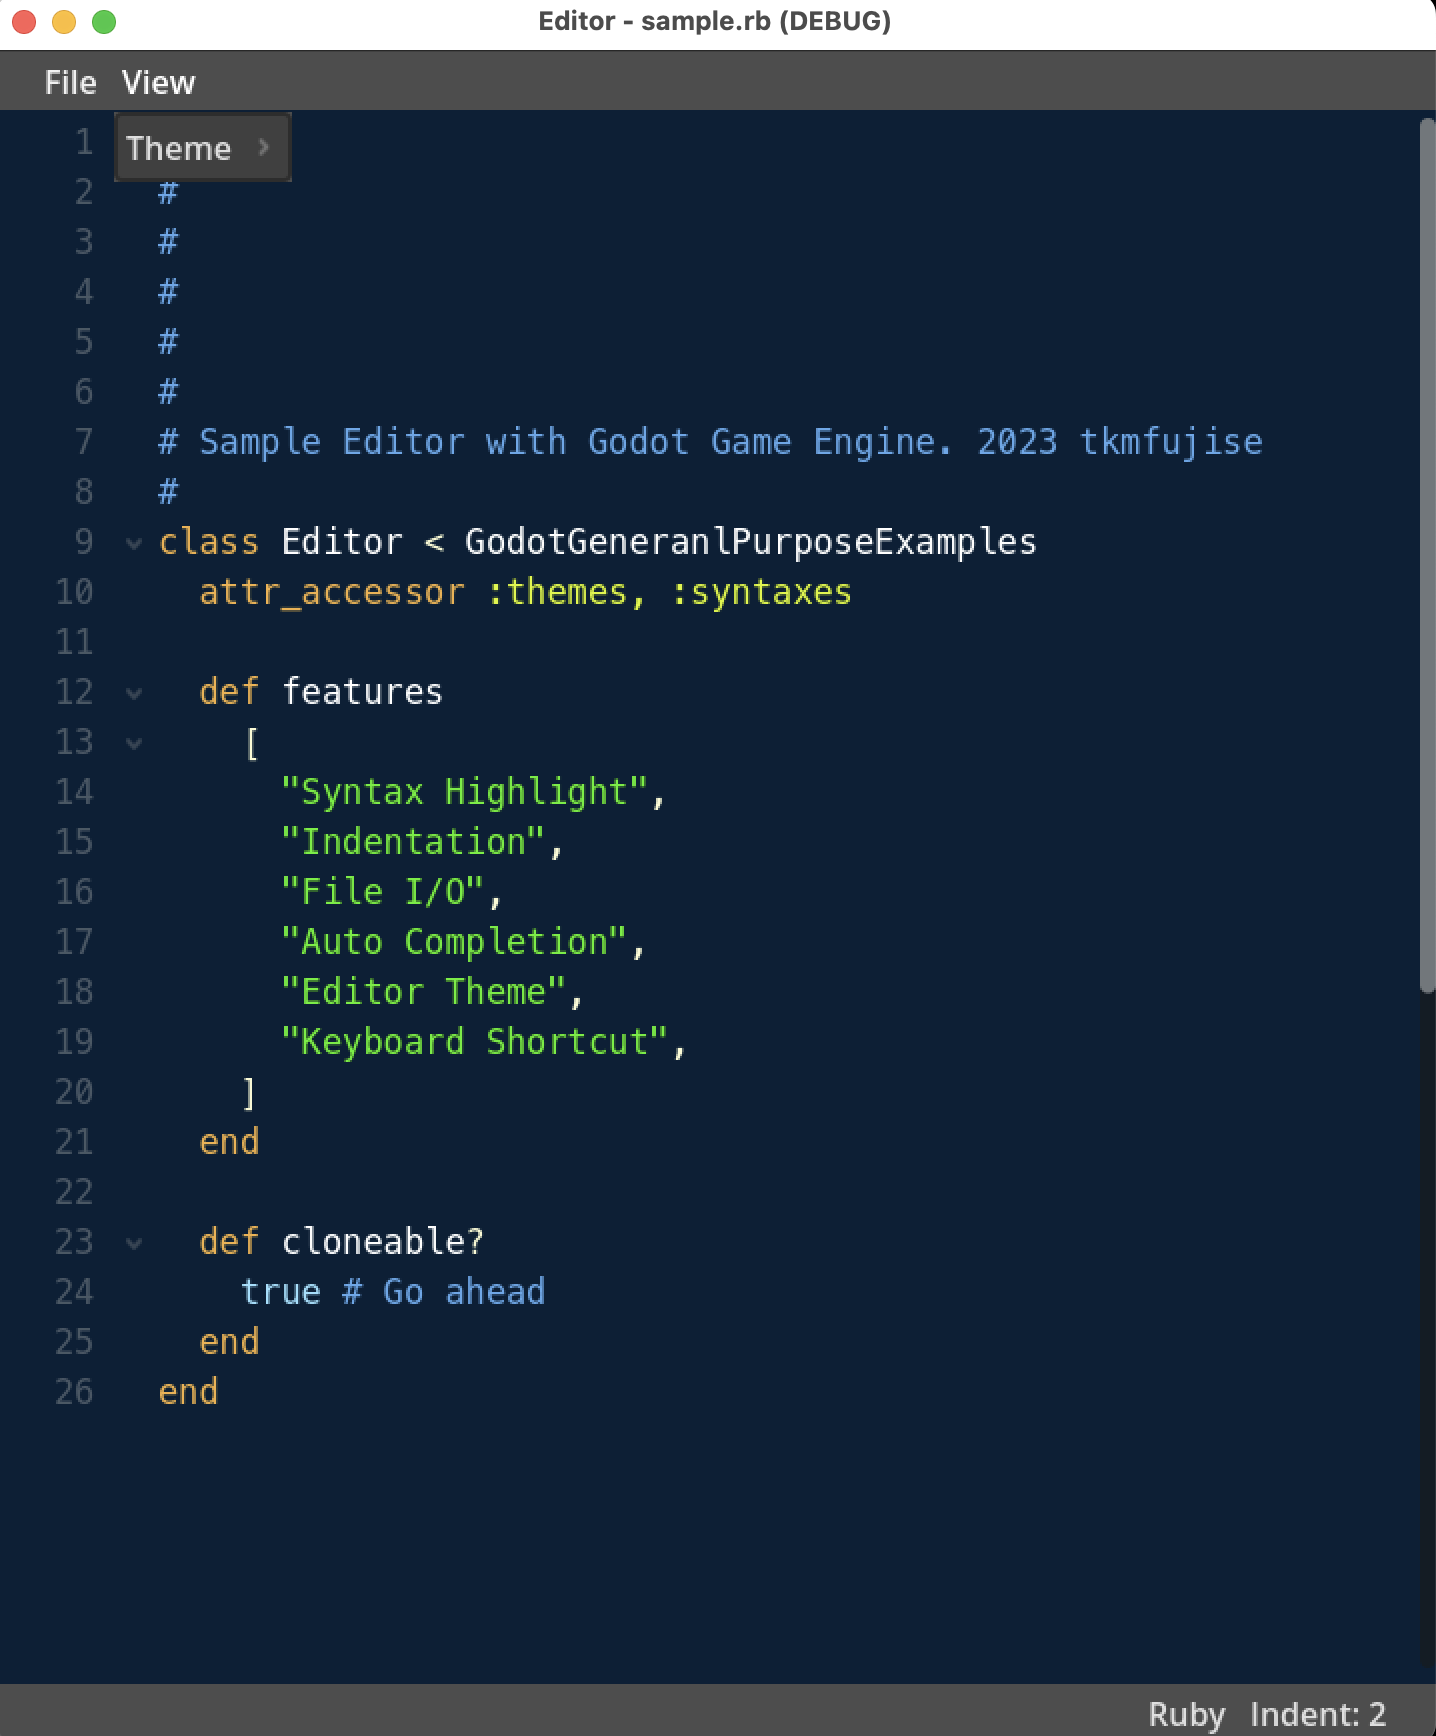 Editor - sample.rb (DEBUG)
File View
Theme
1
2 #
3 #
4 #
5 #
6 #
7 # Sample Editor with Godot Game Engine. 2023 tkmfujise
8 #
9 class Editor < GodotGeneranlPurposeExamples
10 attr_accessor :themes, :syntaxes
11
12 def features
13 [
14 "Syntax Highlight",
15 "Indentation",
16 "File I/O",
17 "Auto Completion",
18 "Editor Theme",
19 "Keyboard Shortcut",
20 ]
21 end
22
23 def cloneable?
24 true # Go ahead
25 end
26 end
Ruby Indent: 2